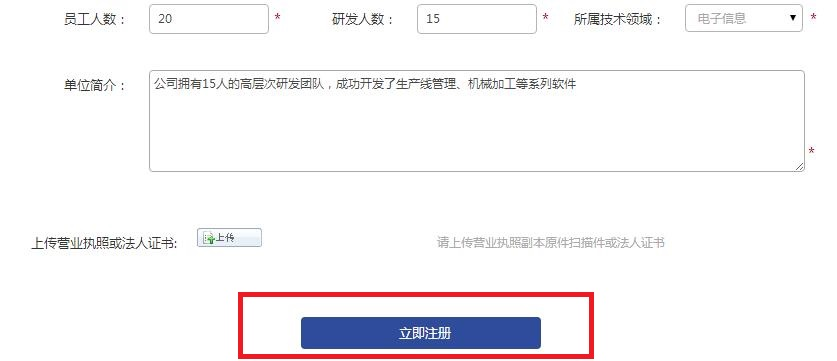 员工人数： 20 * 研发人数： 15 * 所属技术领域： 电子信息 *
单位简介： 公司拥有15人的高层次研发团队，成功开发了生产线管理、机械加工等系列软件
*
上传营业执照或法人证书: 上传 请上传营业执照副本原件扫描件或法人证书
立即注册